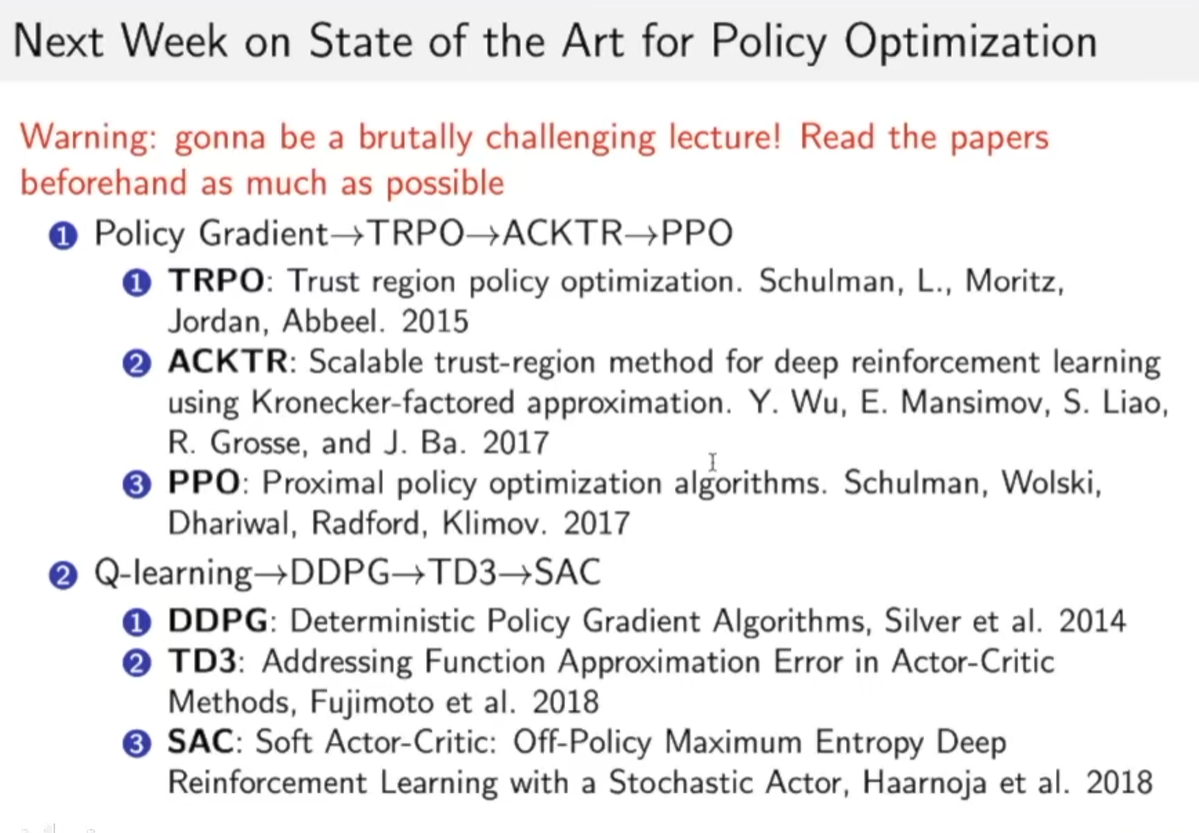 Next Week on State of the Art for Policy Optimization
Warning: gonna be a brutally challenging lecture! Read the papers
beforehand as much as possible
1 Policy Gradient→TRPO→ACKTR→PPO
1 TRPO: Trust region policy optimization. Schulman, L., Moritz,
Jordan, Abbeel. 2015
2 ACKTR: Scalable trust-region method for deep reinforcement learning
using Kronecker-factored approximation. Y. Wu, E. Mansimov, S. Liao,
R. Grosse, and J. Ba. 2017
3 PPO: Proximal policy optimization algorithms. Schulman, Wolski,
Dhariwal, Radford, Klimov. 2017
2 Q-learning→DDPG→TD3→SAC
1 DDPG: Deterministic Policy Gradient Algorithms, Silver et al. 2014
2 TD3: Addressing Function Approximation Error in Actor-Critic
Methods, Fujimoto et al. 2018
3 SAC: Soft Actor-Critic: Off-Policy Maximum Entropy Deep
Reinforcement Learning with a Stochastic Actor, Haarnoja et al. 2018